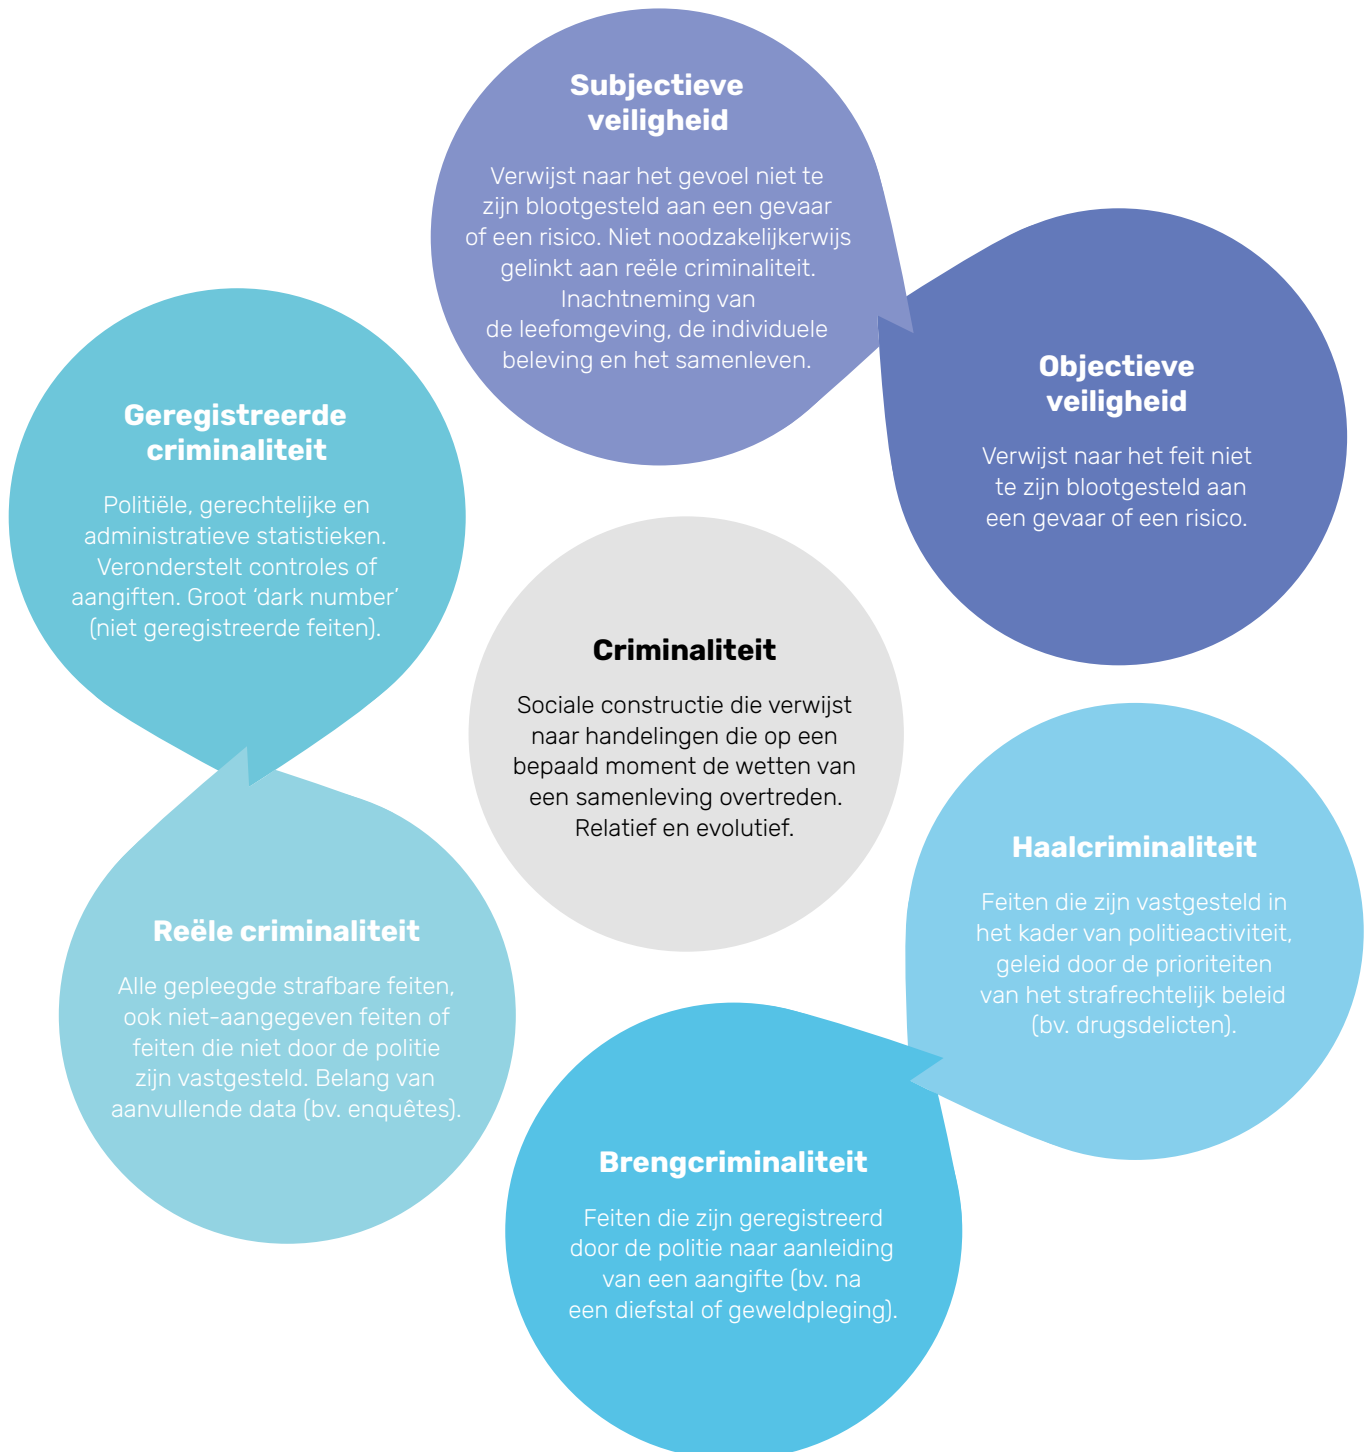 Subjectieve
veiligheid
Verwijst naar het gevoel niet te
zijn blootgesteld aan een gevaar
of een risico. Niet noodzakelijkerwijs
gelinkt aan reële criminaliteit.
Inachtneming van
de leefomgeving, de individuele
beleving en het samenleven.
Objectieve
veiligheid
Verwijst naar het feit niet
te zijn blootgesteld aan
een gevaar of een risico.
Geregistreerde
criminaliteit
Politiële, gerechtelijke en
administratieve statistieken.
Veronderstelt controles of
aangiften. Groot ‘dark number’
(niet geregistreerde feiten).
Criminaliteit
Sociale constructie die verwijst
naar handelingen die op een
bepaald moment de wetten van
een samenleving overtreden.
Relatief en evolutief.
Haalcriminaliteit
Feiten die zijn vastgesteld in
het kader van politieactiviteit,
geleid door de prioriteiten
van het strafrechtelijk beleid
(bv. drugsdelicten).
Reële criminaliteit
Alle gepleegde strafbare feiten,
ook niet-aangegeven feiten of
feiten die niet door de politie
zijn vastgesteld. Belang van
aanvullende data (bv. enquêtes).
Brengcriminaliteit
Feiten die zijn geregistreerd
door de politie naar aanleiding
van een aangifte (bv. na
een diefstal of geweldpleging).